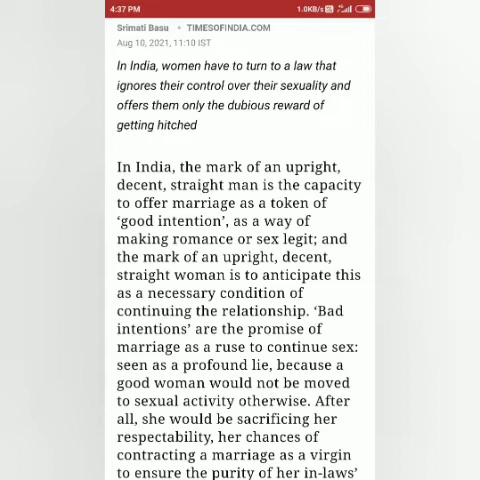 4:37 PM 1.0KB/s
Srimati Basu • TIMESOFINDIA.COM
Aug 10, 2021, 11:10 IST
In India, women have to turn to a law that
ignores their control over their sexuality and
offers them only the dubious reward of
getting hitched
In India, the mark of an upright,
decent, straight man is the capacity
to offer marriage as a token of
‘good intention’, as a way of
making romance or sex legit; and
the mark of an upright, decent,
straight woman is to anticipate this
as a necessary condition of
continuing the relationship. ‘Bad
intentions’ are the promise of
marriage as a ruse to continue sex:
seen as a profound lie, because a
good woman would not be moved
to sexual activity otherwise. After
all, she would be sacrificing her
respectability, her chances of
contracting a marriage as a virgin
to ensure the purity of her in-laws’